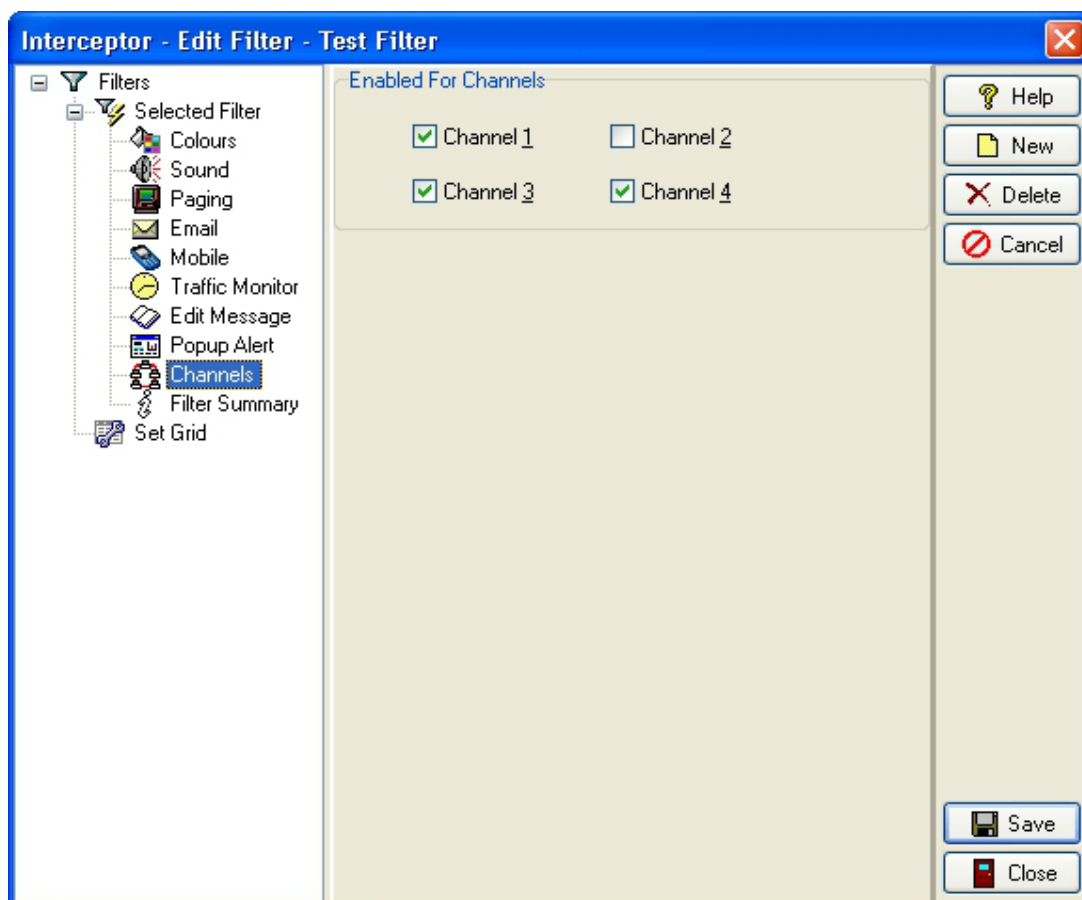 Interceptor - Edit Filter - Test Filter
Filters
Selected Filter
Colours
Sound
Paging
Email
Mobile
Traffic Monitor
Edit Message
Popup Alert
Channels
Filter Summary
Set Grid
Enabled For Channels
Channel 1
Channel 2
Channel 3
Channel 4
Help
New
Delete
Cancel
Save
Close